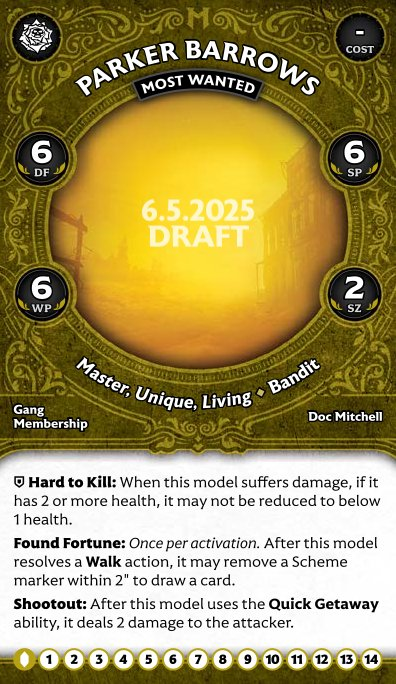 M
-
COST
PARKER BARROWS
MOST WANTED
6
DF
6
SP
6.5.2025
DRAFT
6
WP
2
SZ
Master, Unique, Living ⬥ Bandit
Gang
Membership
Doc Mitchell
Hard to Kill: When this model suffers damage, if it
has 2 or more health, it may not be reduced to below
1 health.
Found Fortune: Once per activation. After this model
resolves a Walk action, it may remove a Scheme
marker within 2" to draw a card.
Shootout: After this model uses the Quick Getaway
ability, it deals 2 damage to the attacker.
1 2 3 4 5 6 7 8 9 10 11 12 13 14